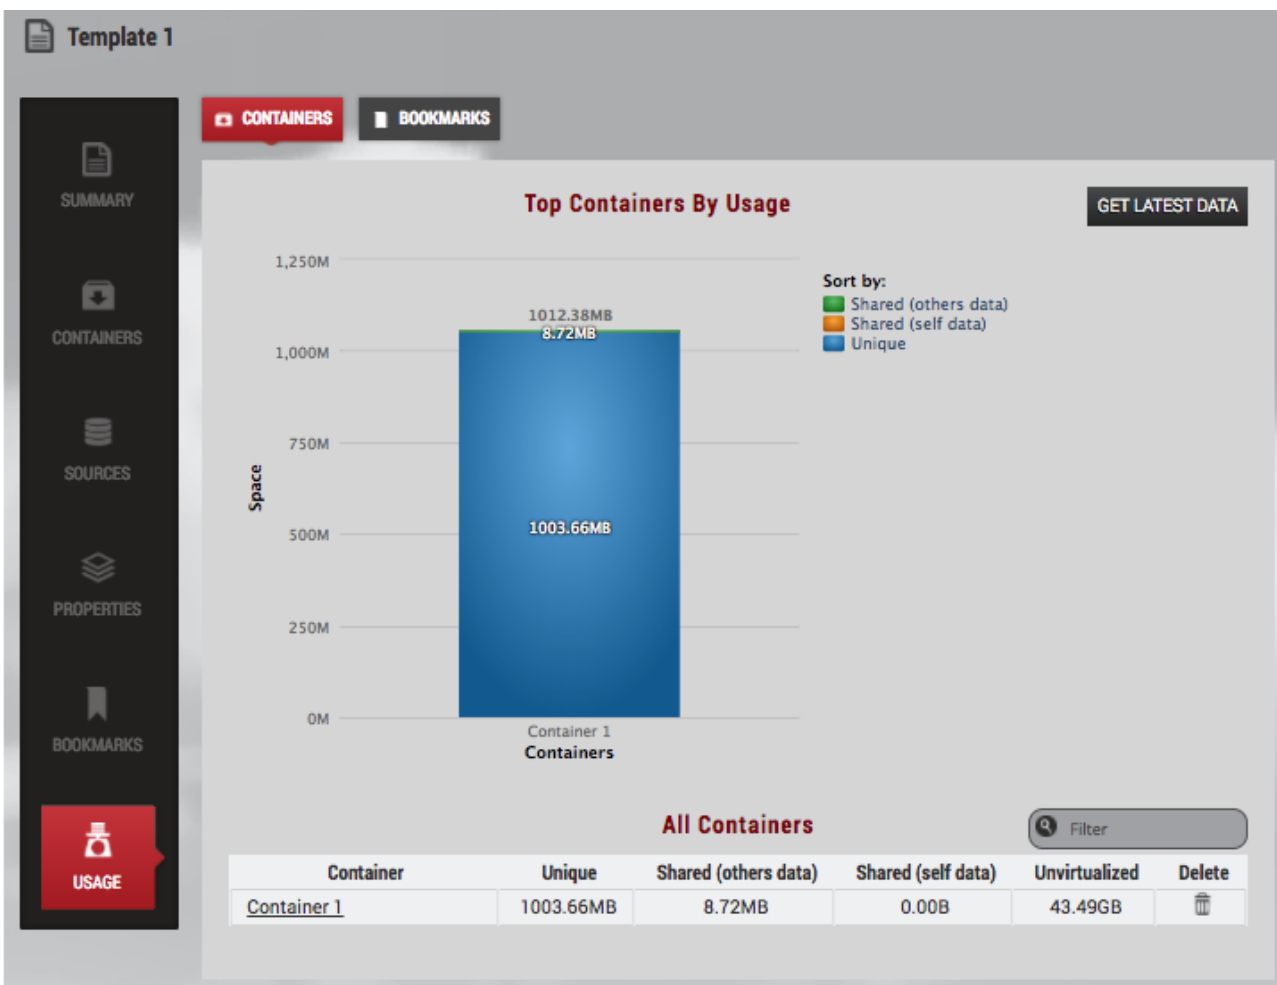 Template 1
CONTAINERS
BOOKMARKS
SUMMARY
CONTAINERS
SOURCES
PROPERTIES
BOOKMARKS
USAGE
Top Containers By Usage
GET LATEST DATA
1,250M
1,000M
750M
500M
250M
0M
Space
1012.38MB
8.72MB
1003.66MB
Container 1
Containers
Sort by:
Shared (others data)
Shared (self data)
Unique
All Containers
Filter
Container Unique Shared (others data) Shared (self data) Unvirtualized Delete
Container 1 1003.66MB 8.72MB 0.00B 43.49GB